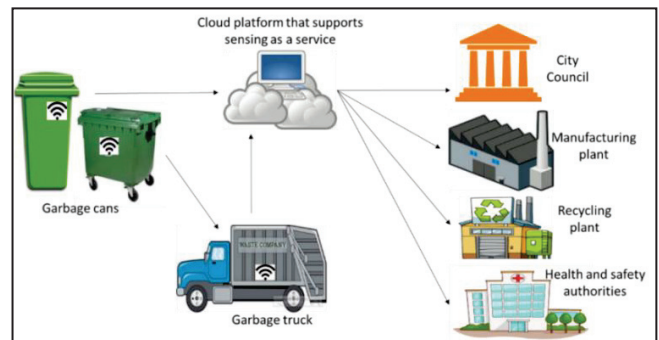 Cloud platform that supports
sensing as a service
City
Council
Manufacturing
plant
Garbage cans
Recycling
plant
WASTE COMPANY
Health and safety
authorities
Garbage truck